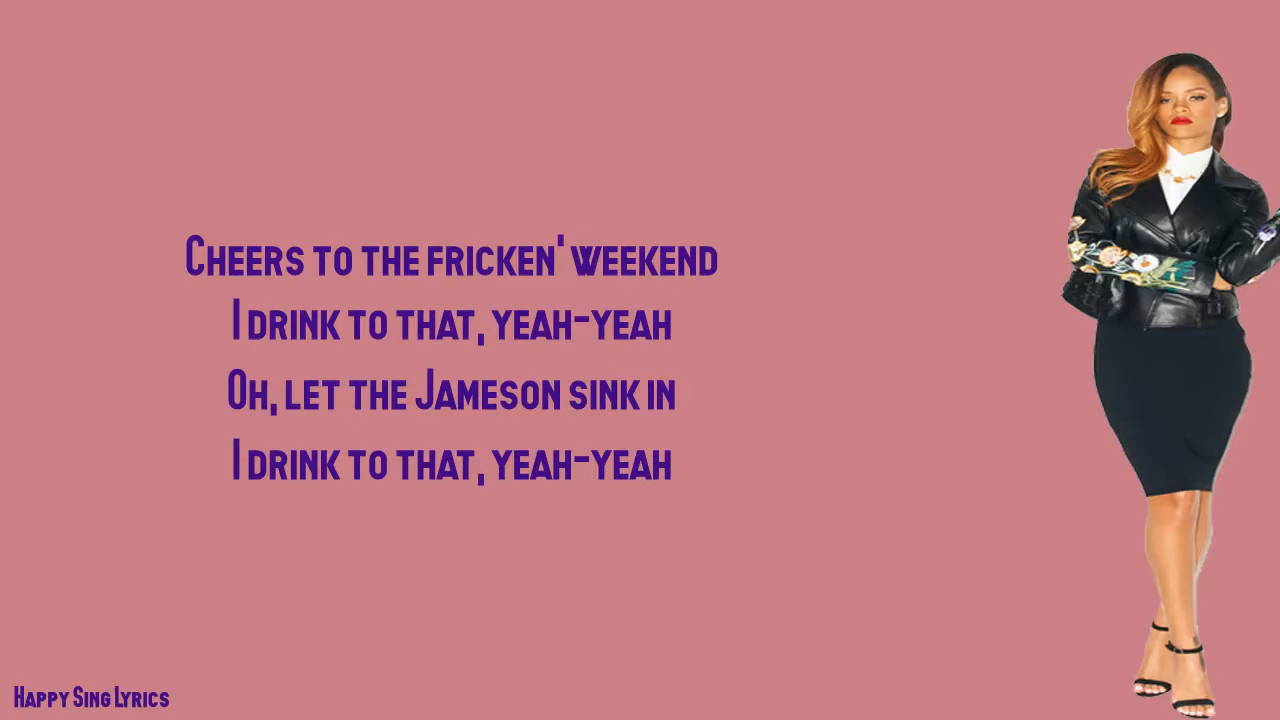 Cheers to the fricken' weekend
I drink to that, yeah-yeah
Oh, let the Jameson sink in
I drink to that, yeah-yeah
Happy Sing Lyrics